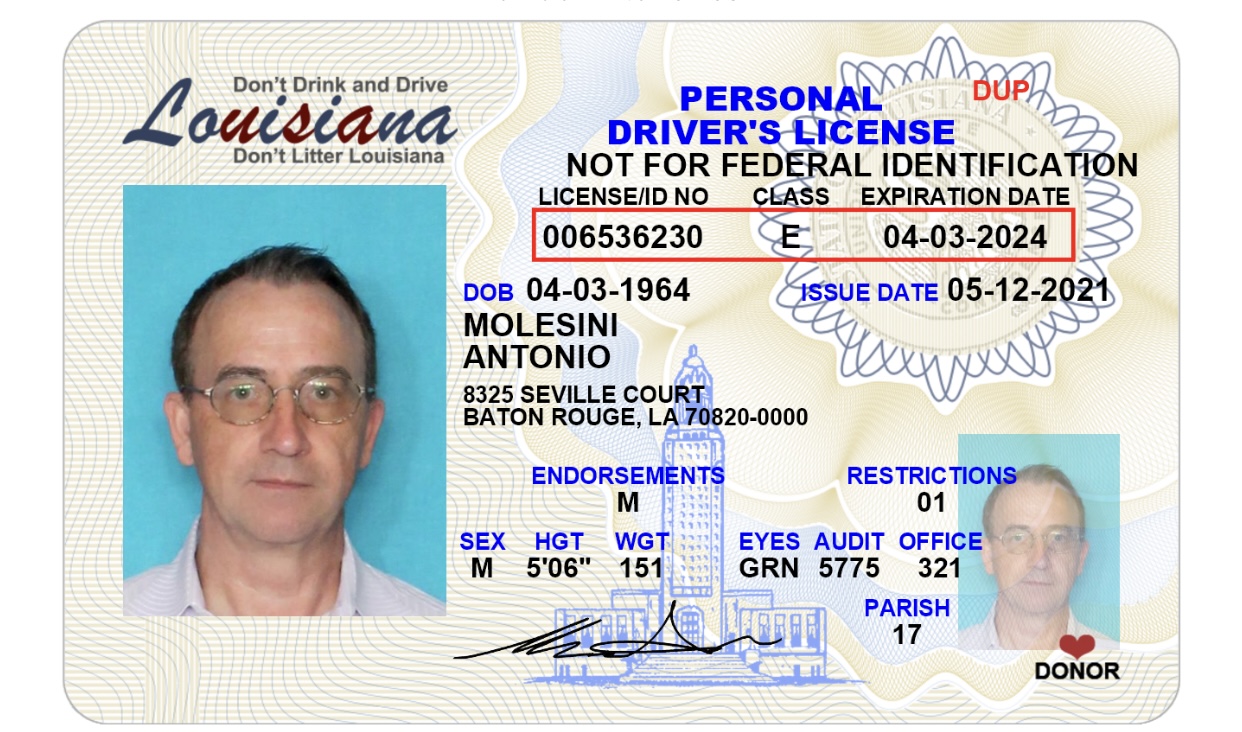 Don't Drink and Drive
Louisiana
Don't Litter Louisiana
PERSONAL DUP
DRIVER'S LICENSE
NOT FOR FEDERAL IDENTIFICATION
LICENSE/ID NO CLASS EXPIRATION DATE
006536230 E 04-03-2024
DOB 04-03-1964 ISSUE DATE 05-12-2021
MOLESINI
ANTONIO
8325 SEVILLE COURT
BATON ROUGE, LA 70820-0000
ENDORSEMENTS RESTRICTIONS
M 01
SEX HGT WGT EYES AUDIT OFFICE
M 5'06" 151 GRN 5775 321
PARISH
17
DONOR